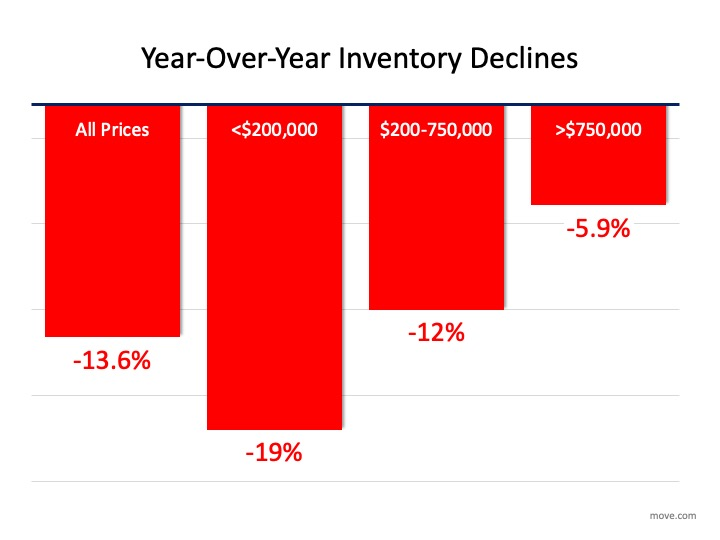 Year-Over-Year Inventory Declines
All Prices
<$200,000
$200-750,000
>$750,000
-13.6%
-19%
-12%
-5.9%
move.com